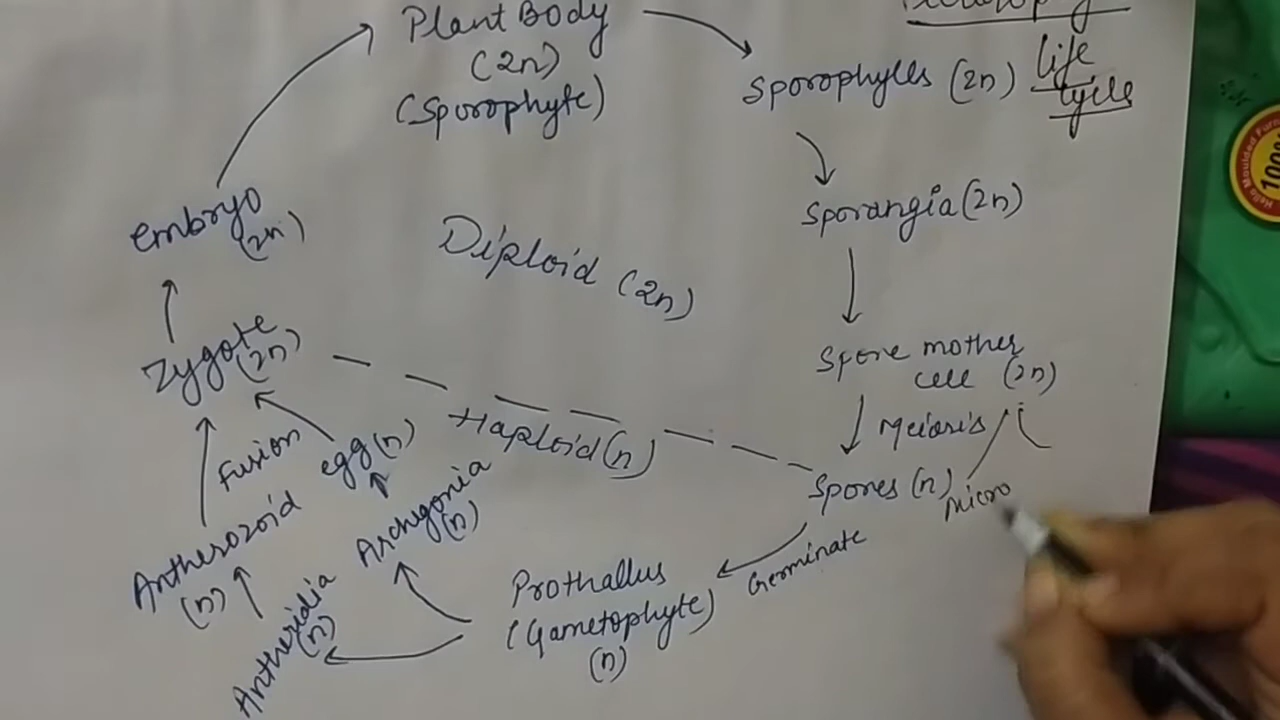 Plant Body
(2n)
(Sporophyte)
Sporophylls (2n)
Life
Cycle
Sporangia (2n)
Spore mother
cell (2n)
Meiosis
Spores (n)
Micro
Germinate
Prothallus
(Gametophyte)
(n)
Archegonia
(n)
egg (n)
Antheridia
(n)
Antherozoid
(n)
Fusion
Zygote
(2n)
embryo
(2n)
Diploid (2n)
Haploid (n)
100%